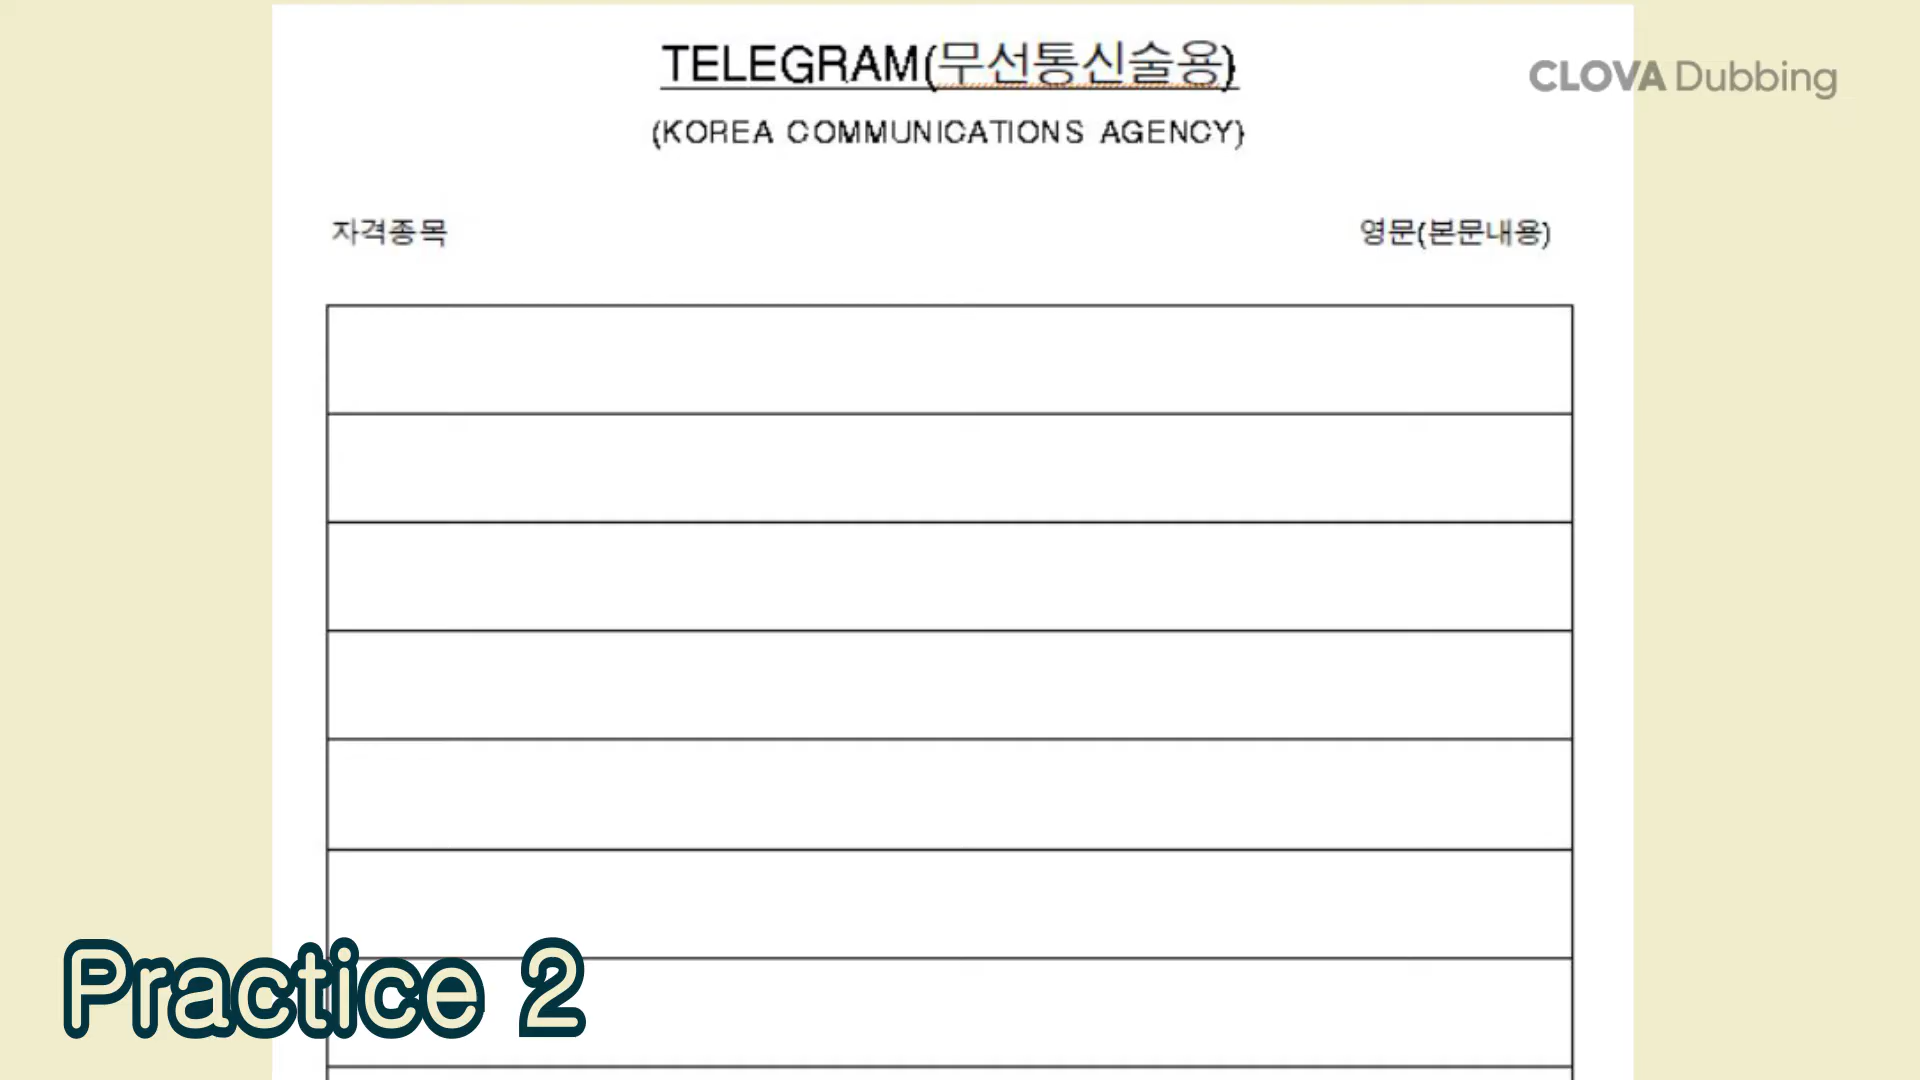 TELEGRAM(무선통신술용)
CLOVA Dubbing
(KOREA COMMUNICATIONS AGENCY)
자격종목
영문(본문내용)
Practice 2